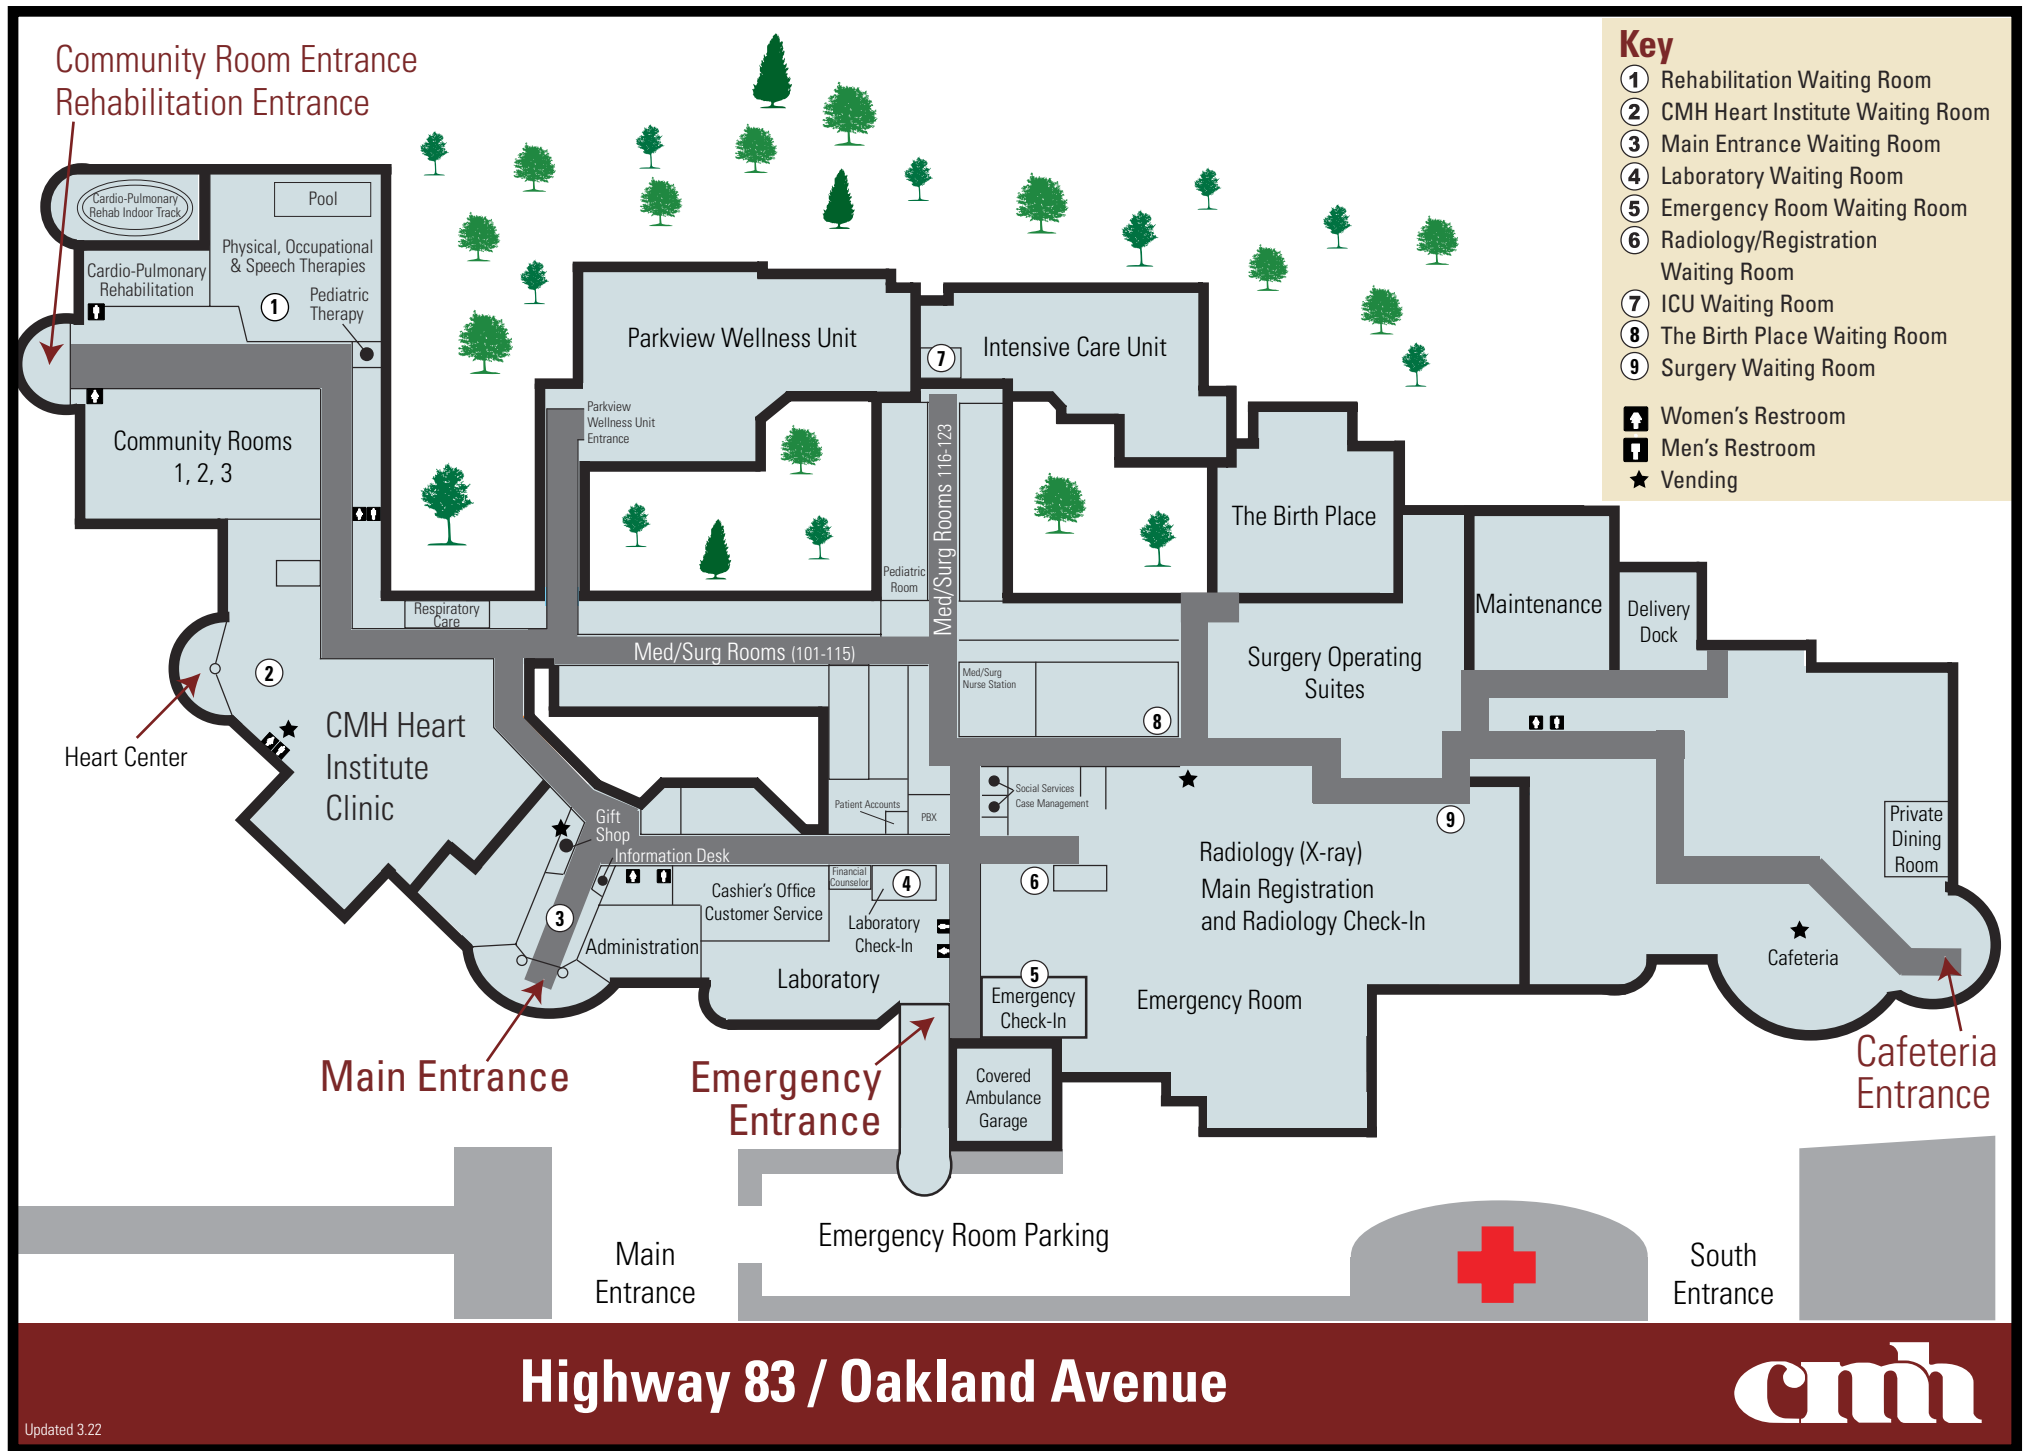 Community Room Entrance
Rehabilitation Entrance
Key
1 Rehabilitation Waiting Room
2 CMH Heart Institute Waiting Room
3 Main Entrance Waiting Room
4 Laboratory Waiting Room
5 Emergency Room Waiting Room
6 Radiology/Registration
Waiting Room
7 ICU Waiting Room
8 The Birth Place Waiting Room
9 Surgery Waiting Room
Women's Restroom
Men's Restroom
Vending
Cardio-Pulmonary
Rehab Indoor Track
Pool
Physical, Occupational
& Speech Therapies
Cardio-Pulmonary
Rehabilitation
1
Pediatric
Therapy
Community Rooms
1, 2, 3
Parkview Wellness Unit
7
Intensive Care Unit
Parkview
Wellness Unit
Entrance
Med/Surg Rooms 116-123
The Birth Place
Pediatric
Room
Respiratory
Care
Maintenance
Delivery
Dock
Med/Surg Rooms (101-115)
Med/Surg
Nurse Station
Surgery Operating
Suites
2
8
CMH Heart
Institute
Clinic
Heart Center
Social Services
Case Management
Patient Accounts
PBX
9
Gift
Shop
Information Desk
Private
Dining
Room
Radiology (X-ray)
Main Registration
and Radiology Check-In
Financial
Counselor
4
6
Cashier's Office
Customer Service
3
Laboratory
Check-In
Administration
Laboratory
5
Emergency
Check-In
Emergency Room
Cafeteria
Main Entrance
Emergency
Entrance
Covered
Ambulance
Garage
Cafeteria
Entrance
Main
Entrance
Emergency Room Parking
South
Entrance
Highway 83 / Oakland Avenue
cmh
Updated 3.22